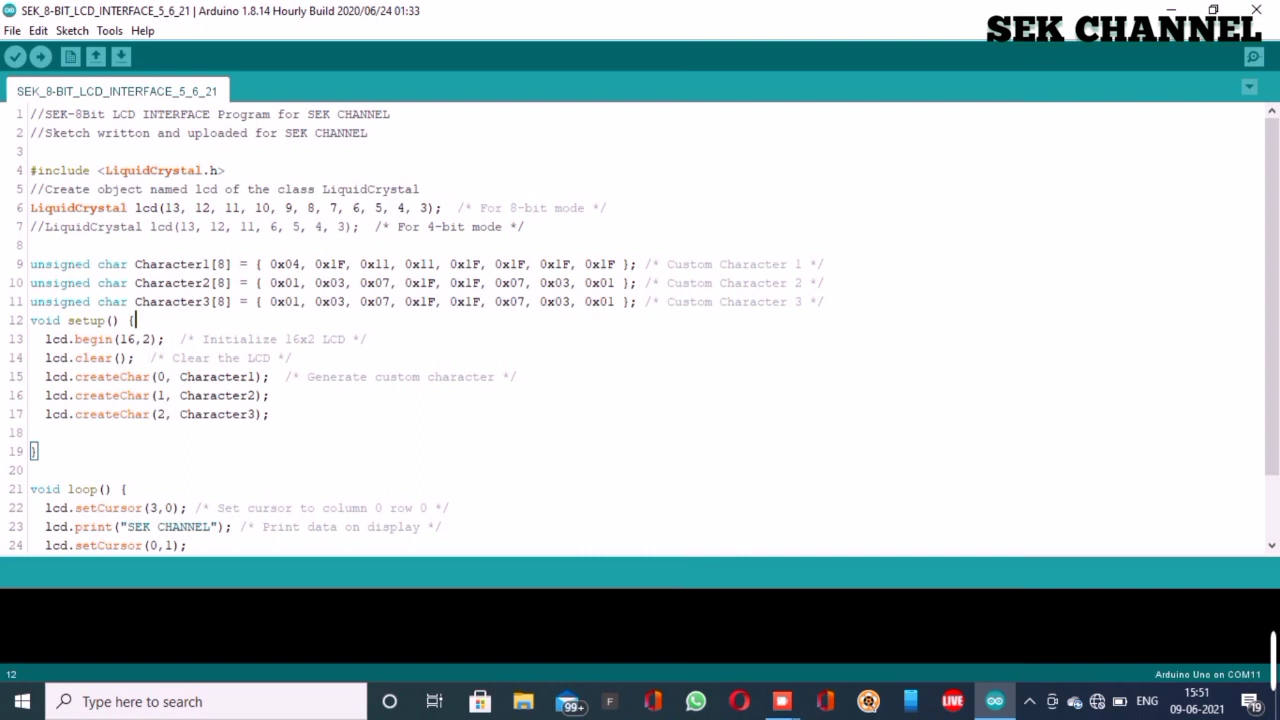 SEK_8-BIT_LCD_INTERFACE_5_6_21 | Arduino 1.8.14 Hourly Build 2020/06/24 01:33
SEK CHANNEL
File Edit Sketch Tools Help
SEK_8-BIT_LCD_INTERFACE_5_6_21
1 //SEK-8Bit LCD INTERFACE Program for SEK CHANNEL
2 //Sketch writton and uploaded for SEK CHANNEL
3
4 #include <LiquidCrystal.h>
5 //Create object named lcd of the class LiquidCrystal
6 LiquidCrystal lcd(13, 12, 11, 10, 9, 8, 7, 6, 5, 4, 3); /* For 8-bit mode */
7 //LiquidCrystal lcd(13, 12, 11, 6, 5, 4, 3); /* For 4-bit mode */
8
9 unsigned char Character1[8] = { 0x04, 0x1F, 0x11, 0x11, 0x1F, 0x1F, 0x1F, 0x1F }; /* Custom Character 1 */
10 unsigned char Character2[8] = { 0x01, 0x03, 0x07, 0x1F, 0x1F, 0x07, 0x03, 0x01 }; /* Custom Character 2 */
11 unsigned char Character3[8] = { 0x01, 0x03, 0x07, 0x1F, 0x1F, 0x07, 0x03, 0x01 }; /* Custom Character 3 */
12 void setup() {
13 lcd.begin(16,2); /* Initialize 16x2 LCD */
14 lcd.clear(); /* Clear the LCD */
15 lcd.createChar(0, Character1); /* Generate custom character */
16 lcd.createChar(1, Character2);
17 lcd.createChar(2, Character3);
18
19 }
20
21 void loop() {
22 lcd.setCursor(3,0); /* Set cursor to column 0 row 0 */
23 lcd.print("SEK CHANNEL"); /* Print data on display */
24 lcd.setCursor(0,1);
12
Arduino Uno on COM11
Type here to search
99+
F
LIVE
ENG
15:51
09-06-2021
19